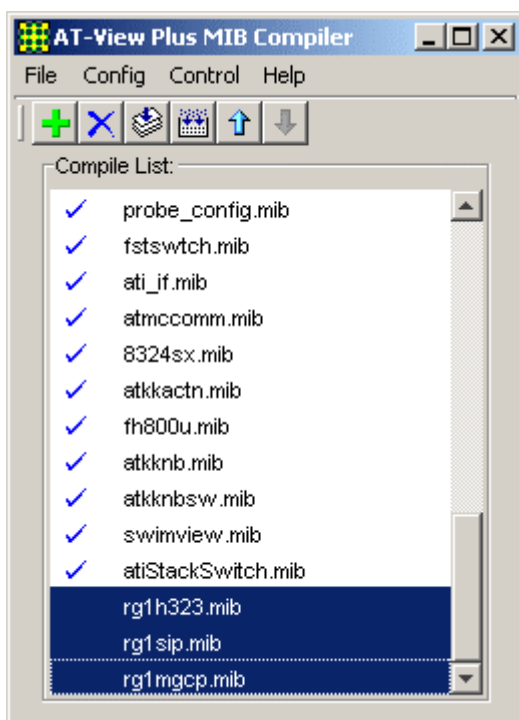 AT-View Plus MIB Compiler
File Config Control Help
Compile List:
probe_config.mib
fstswtch.mib
ati_if.mib
atmccomm.mib
8324sx.mib
atkkactn.mib
fh800u.mib
atkknb.mib
atkknbsw.mib
swimview.mib
atiStackSwitch.mib
rg1h323.mib
rg1sip.mib
rg1mgcp.mib